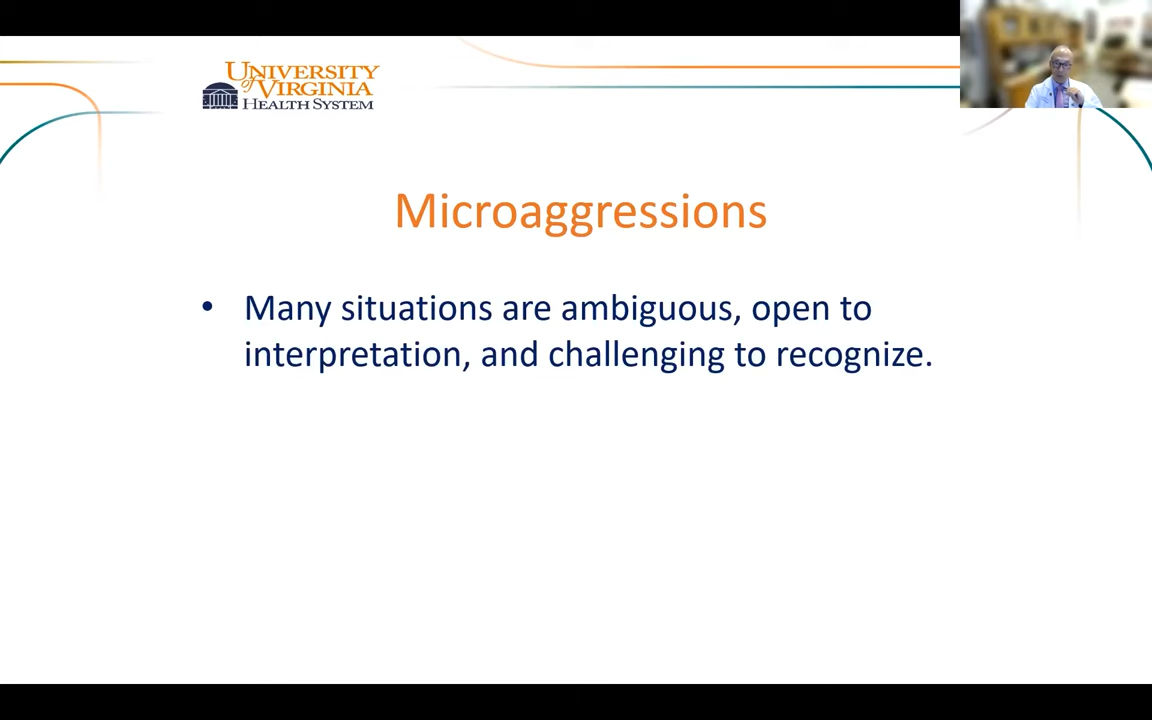 UNIVERSITY
of VIRGINIA
HEALTH SYSTEM
Microaggressions
• Many situations are ambiguous, open to
interpretation, and challenging to recognize.